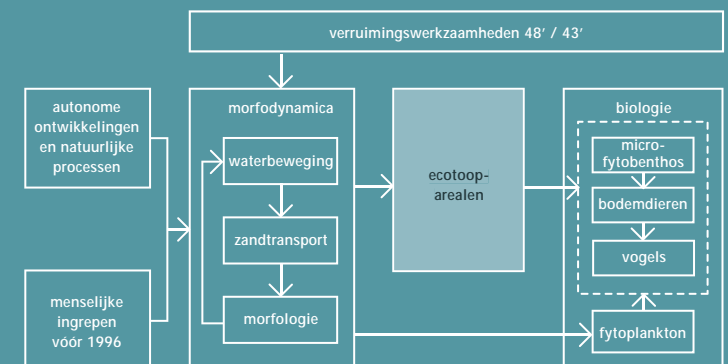 verruimingswerkzaamheden 48’ / 43’
autonome
ontwikkelingen
en natuurlijke
processen
menselijke
ingrepen
vóór 1996
morfodynamica
waterbeweging
zandtransport
morfologie
ecotoop-
arealen
biologie
micro-
fytobenthos
bodemdieren
vogels
fytoplankton